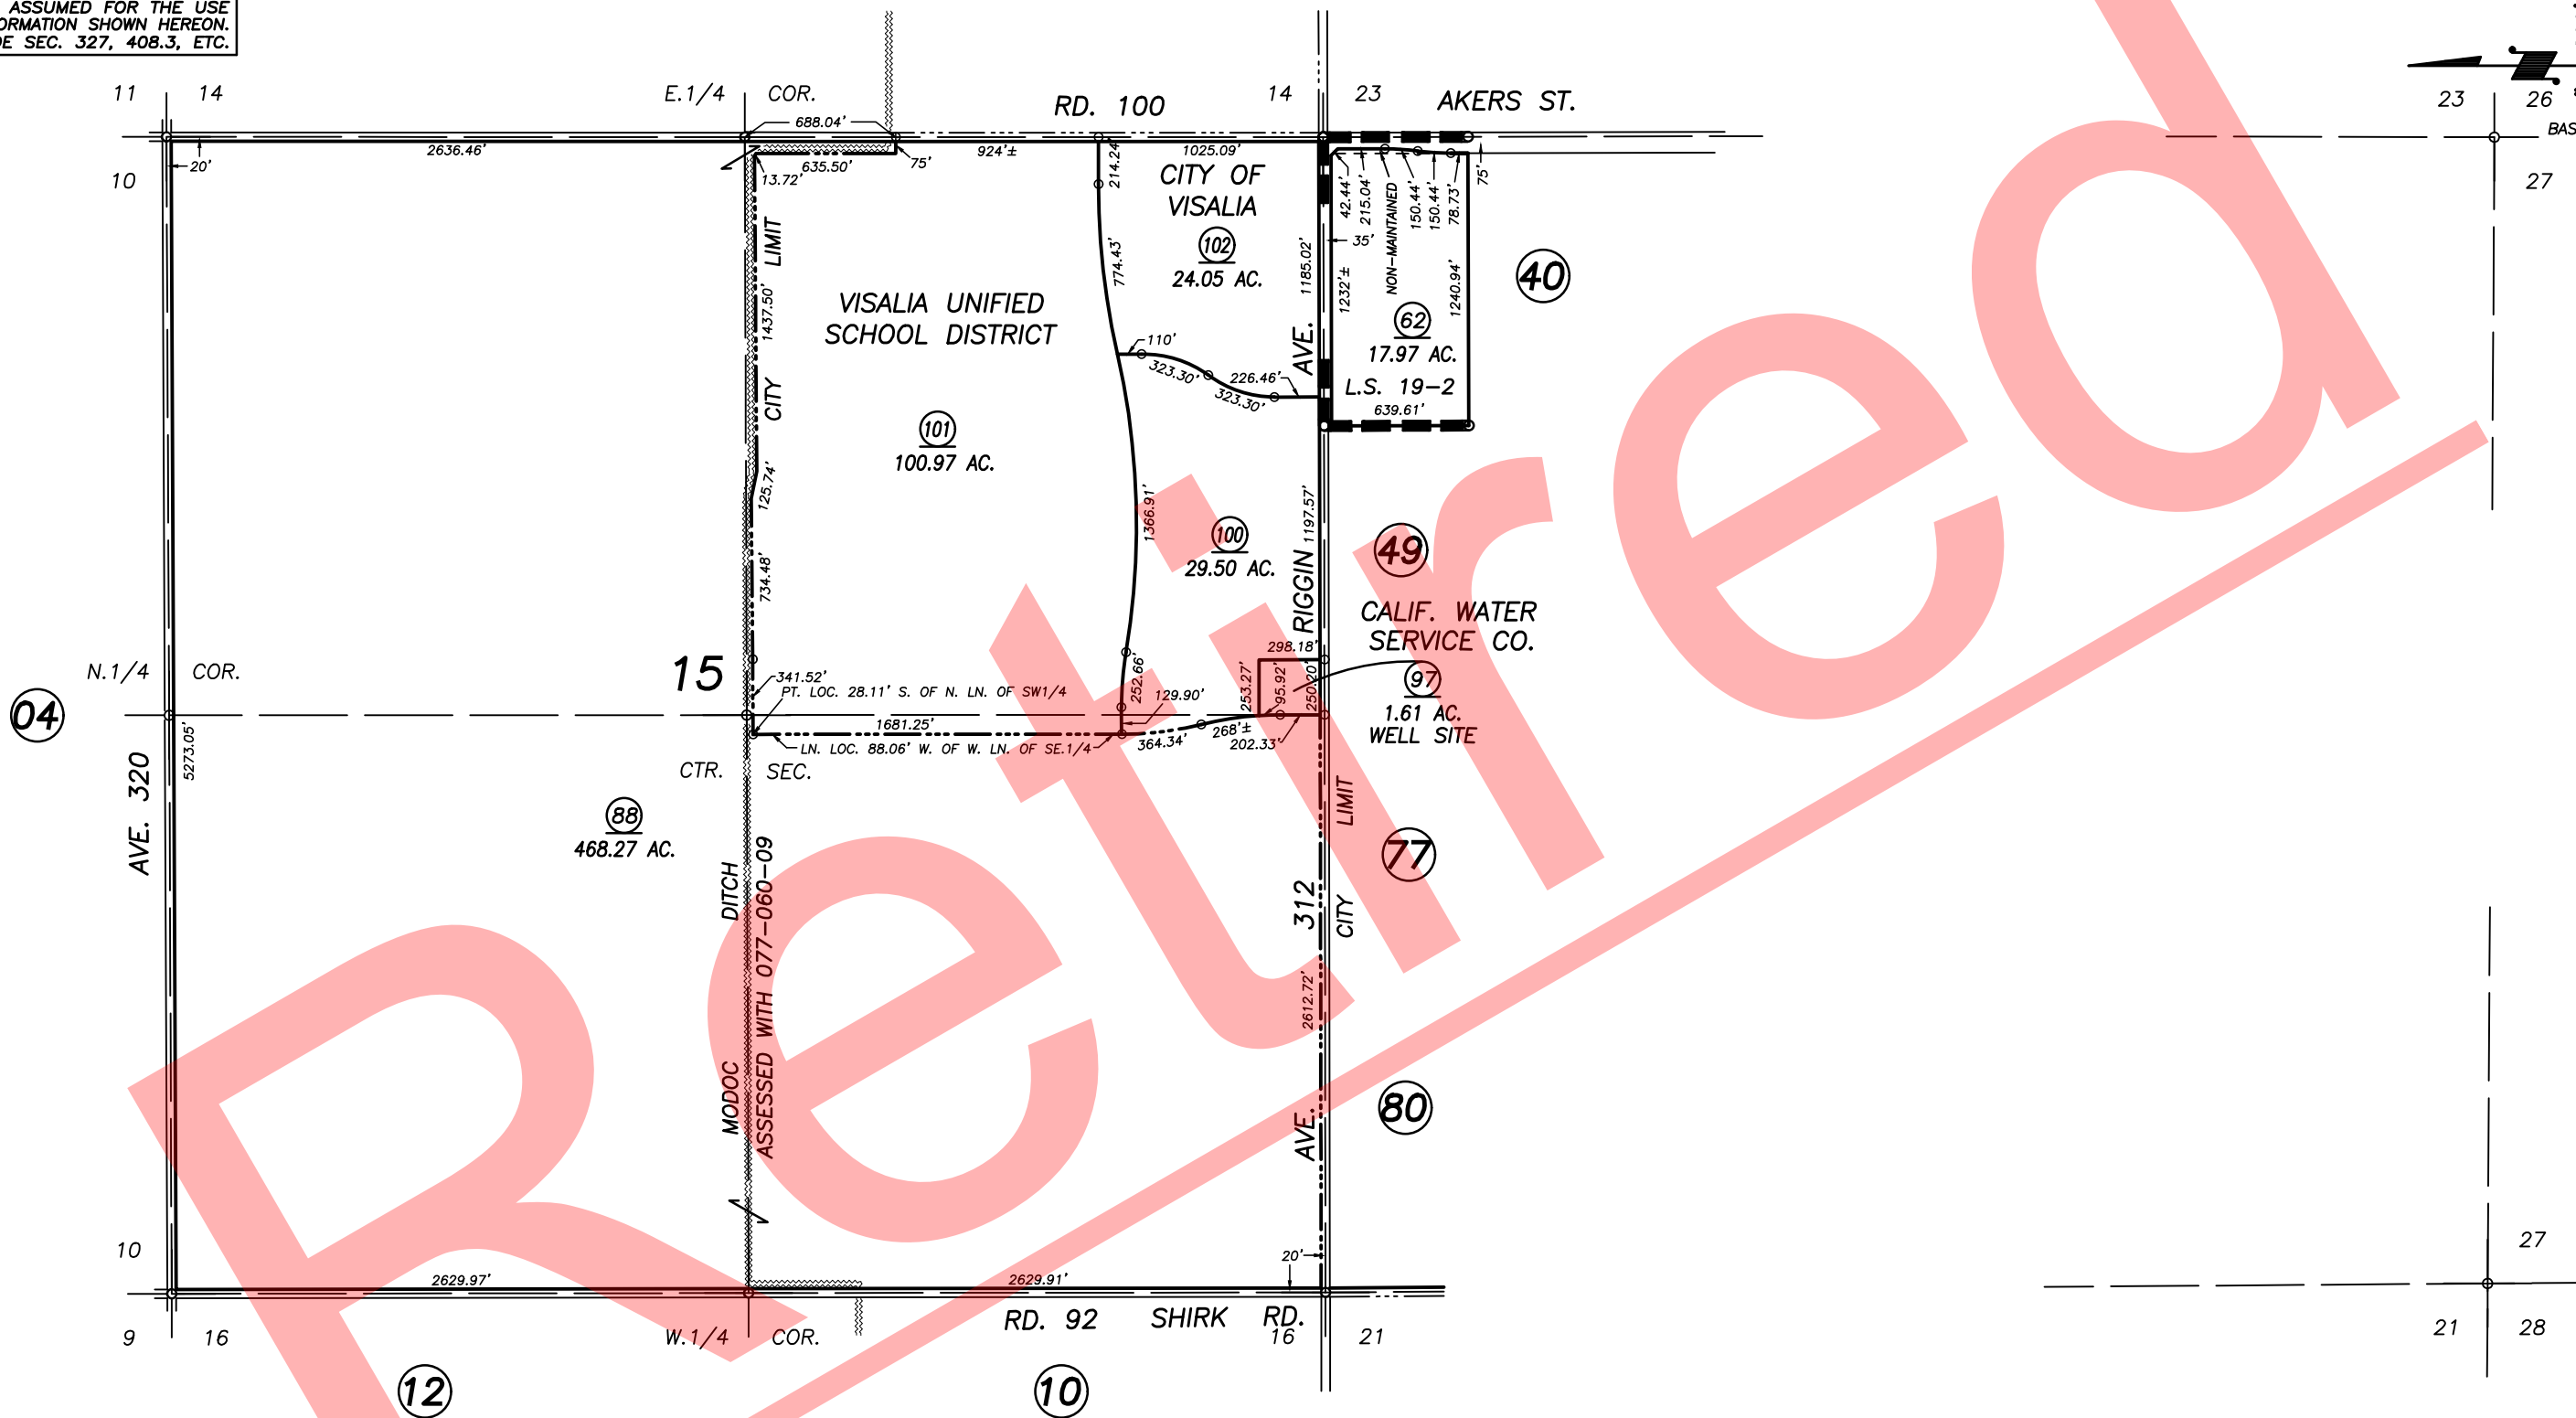 ASSUMED FOR THE USE
ORMATION SHOWN HEREON.
DE SEC. 327, 408.3, ETC.
11 14
E.1/4 COR.
RD. 100
14 23
AKERS ST.
23 26
BAS
688.04'
2636.46'
20'
10
13.72'
635.50'
75'
924'±
214.24'
1025.09'
CITY OF
VISALIA
102
24.05 AC.
42.44'
215.04'
NON-MAINTAINED
150.44'
150.44'
78.73'
75'
27
35'
1185.02'
1232'±
1240.94'
40
CITY LIMIT
1437.50'
774.43'
VISALIA UNIFIED
SCHOOL DISTRICT
110'
323.30'
226.46'
323.30'
62
17.97 AC.
L.S. 19-2
639.61'
101
100.97 AC.
125.74'
734.48'
1366.91'
100
29.50 AC.
1197.57'
RIGGIN AVE.
49
CALIF. WATER
SERVICE CO.
97
1.61 AC.
WELL SITE
298.18'
253.27'
95.92'
250.20'
N.1/4 COR.
15
04
341.52'
PT. LOC. 28.11' S. OF N. LN. OF SW1/4
252.66'
129.90'
1681.25'
LN. LOC. 88.06' W. OF W. LN. OF SE.1/4
364.34'
268'±
202.33'
5273.05'
AVE. 320
CTR. SEC.
88
468.27 AC.
MODOC DITCH
ASSESSED WITH 077-060-09
AVE. 312
CITY LIMIT
2612.72'
77
80
10
20'
27
2629.97'
2629.91'
9 16
W.1/4 COR.
RD. 92 SHIRK RD.
16 21
21 28
12
10
Retired